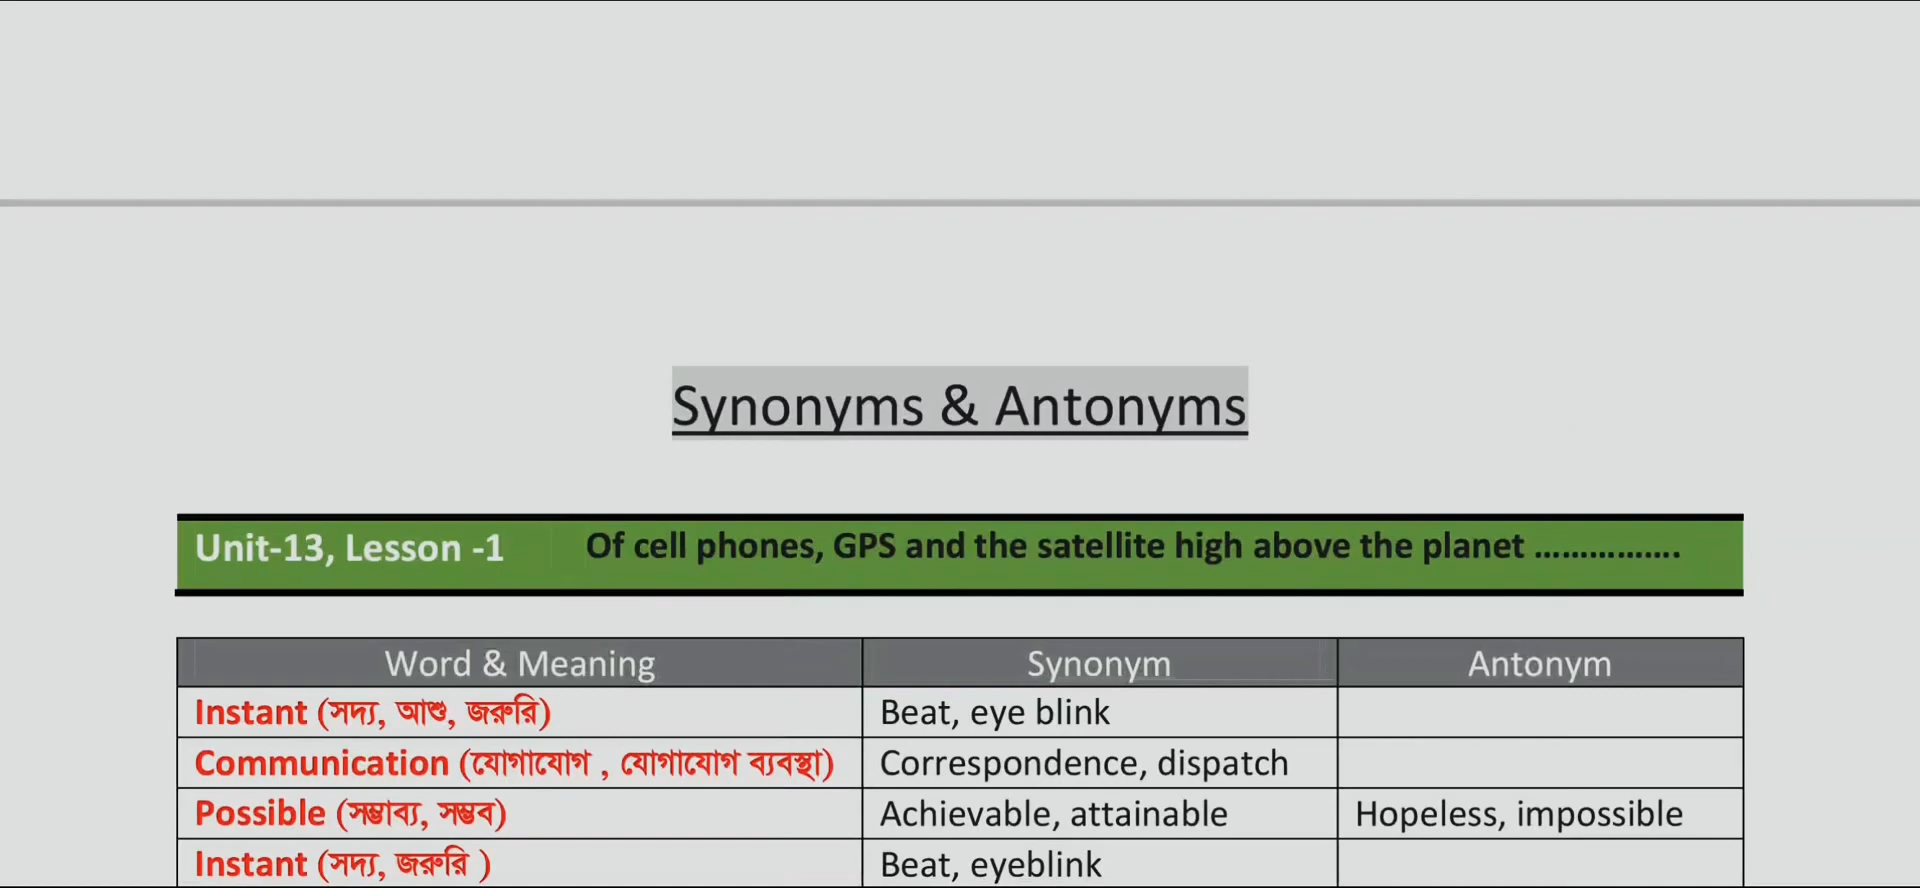 Synonyms & Antonyms
Unit-13, Lesson -1 Of cell phones, GPS and the satellite high above the planet ................
Word & Meaning Synonym Antonym
Instant (সদ্য, আশু, জরুরি) Beat, eye blink
Communication (যোগাযোগ , যোগাযোগ ব্যবস্থা) Correspondence, dispatch
Possible (সম্ভাব্য, সম্ভব) Achievable, attainable Hopeless, impossible
Instant (সদ্য, জরুরি ) Beat, eyeblink